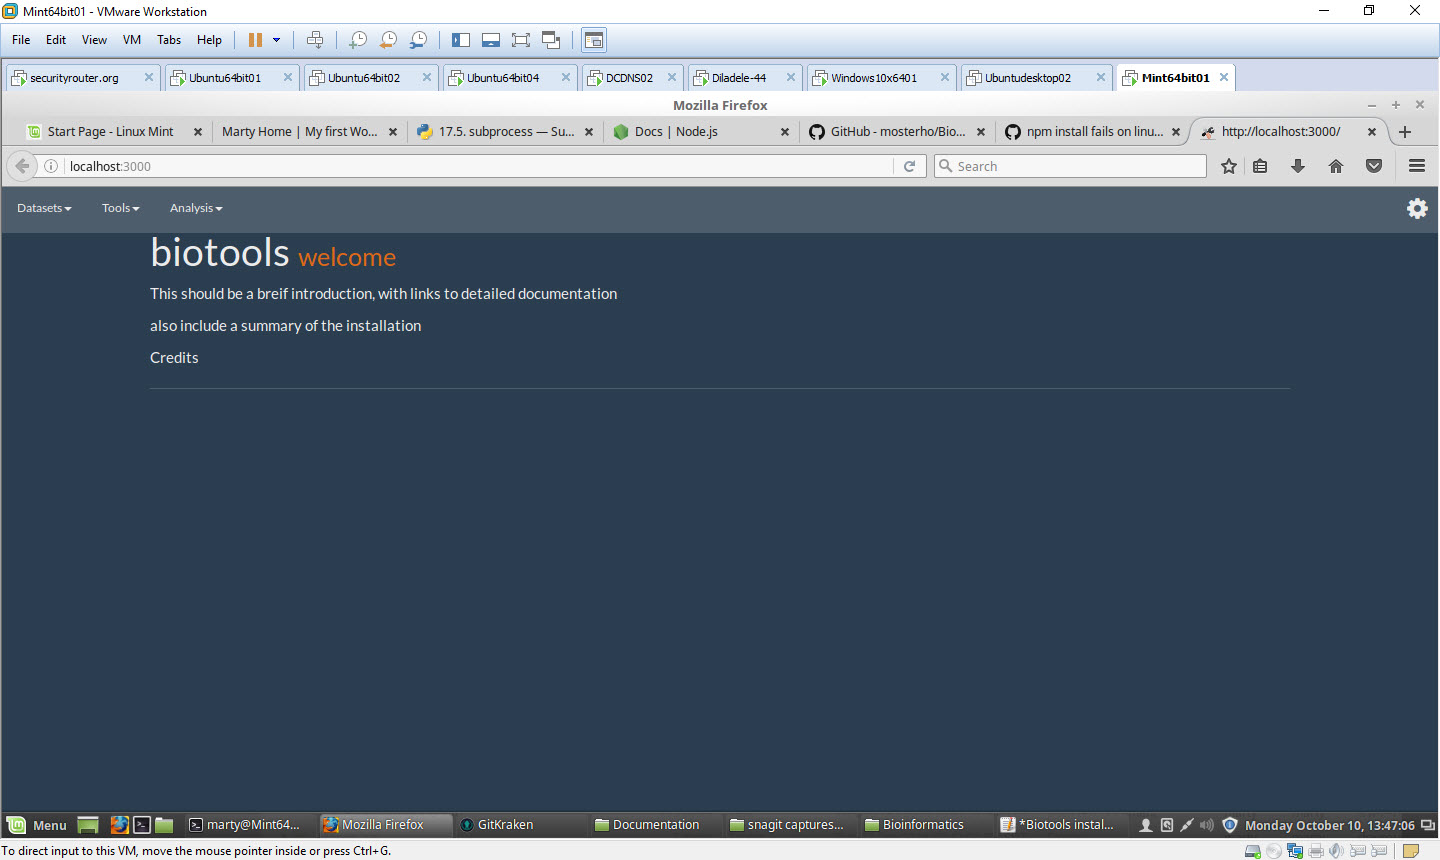 Mint64bit01 - VMware Workstation
File Edit View VM Tabs Help
securityrouter.org Ubuntu64bit01 Ubuntu64bit02 Ubuntu64bit04 DCDNS02 Diladele-44 Windows10x6401 Ubuntudesktop02 Mint64bit01
Mozilla Firefox
Start Page - Linux Mint Marty Home | My first Wo... 17.5. subprocess — Su... Docs | Node.js GitHub - mosterho/Bio... npm install fails on linu... http://localhost:3000/
localhost:3000 Search
Datasets Tools Analysis
biotools welcome
This should be a breif introduction, with links to detailed documentation
also include a summary of the installation
Credits
Menu marty@Mint64... Mozilla Firefox GitKraken Documentation snagit captures... Bioinformatics *Biotools instal... Monday October 10, 13:47:06
To direct input to this VM, move the mouse pointer inside or press Ctrl+G.